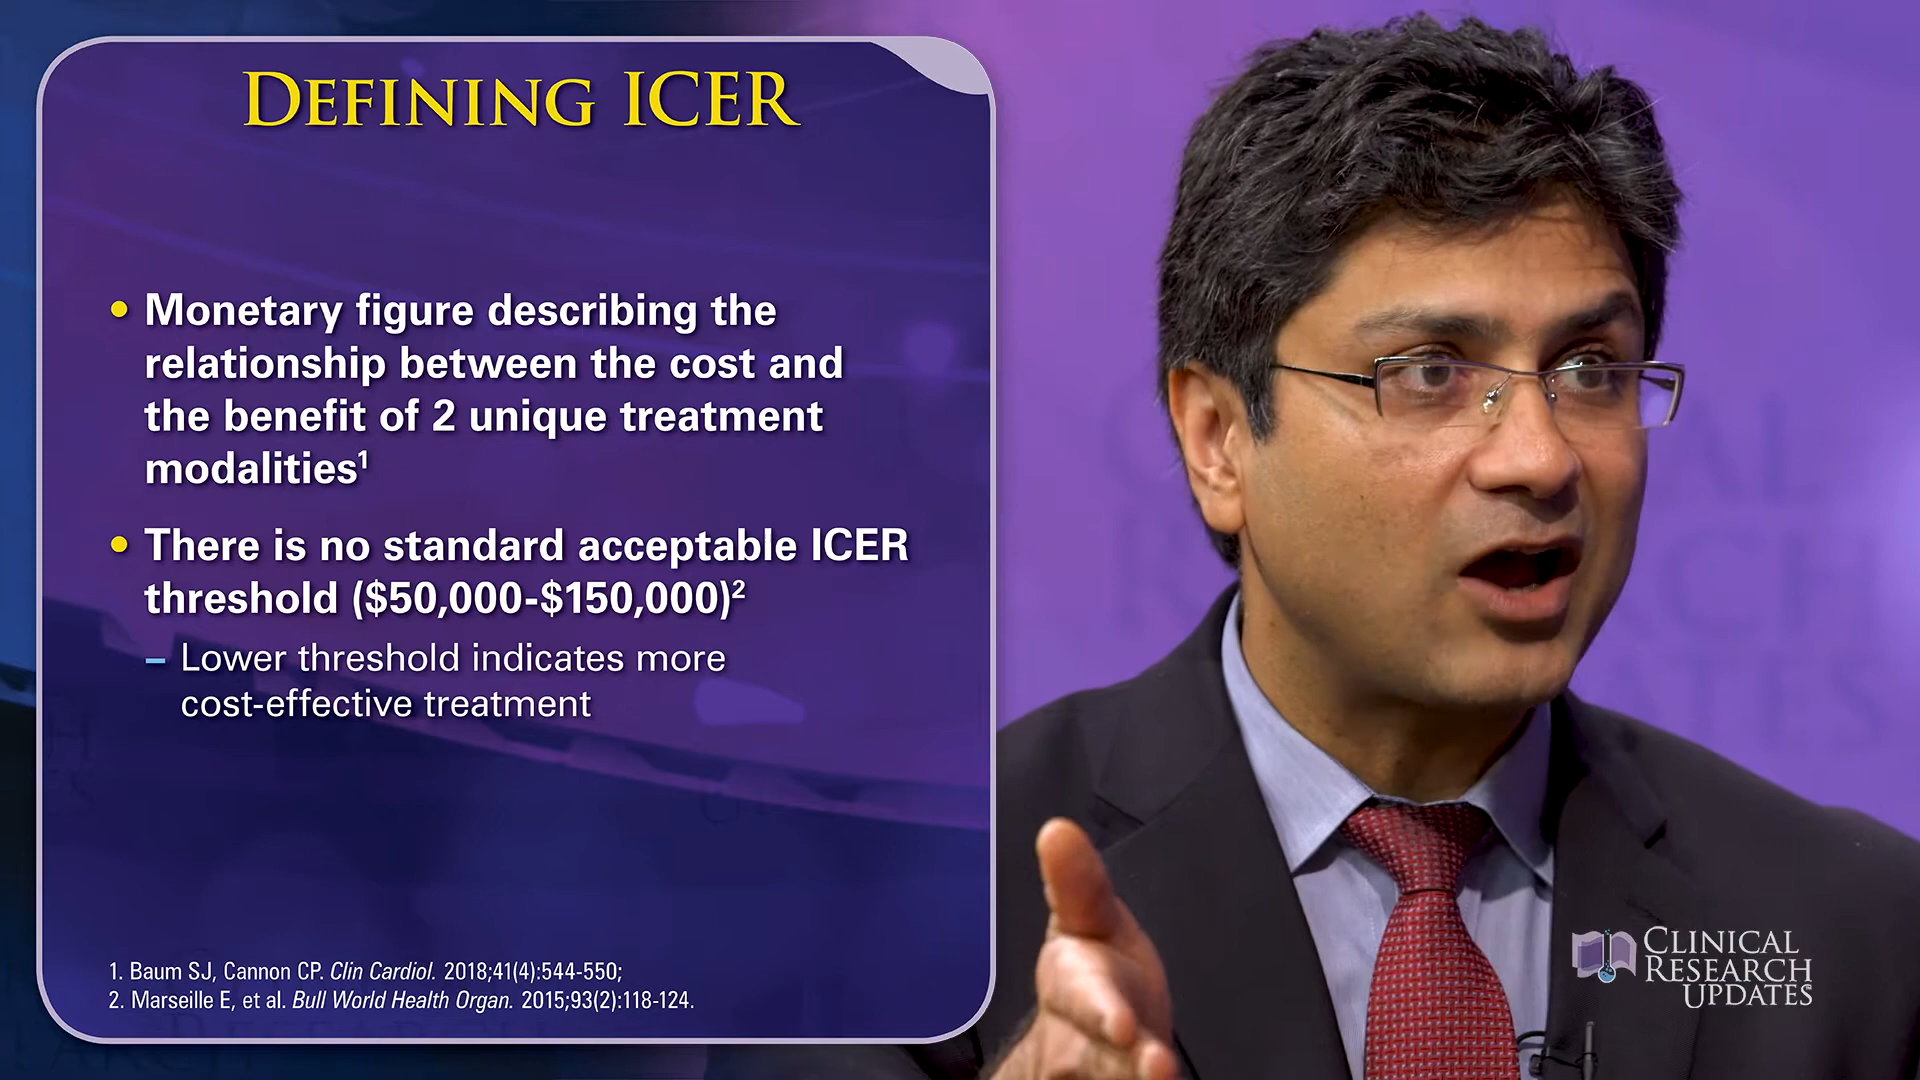 DEFINING ICER
• Monetary figure describing the
relationship between the cost and
the benefit of 2 unique treatment
modalities¹
• There is no standard acceptable ICER
threshold ($50,000-$150,000)²
– Lower threshold indicates more
cost-effective treatment
1. Baum SJ, Cannon CP. Clin Cardiol. 2018;41(4):544-550;
2. Marseille E, et al. Bull World Health Organ. 2015;93(2):118-124.
CLINICAL
RESEARCH
UPDATES